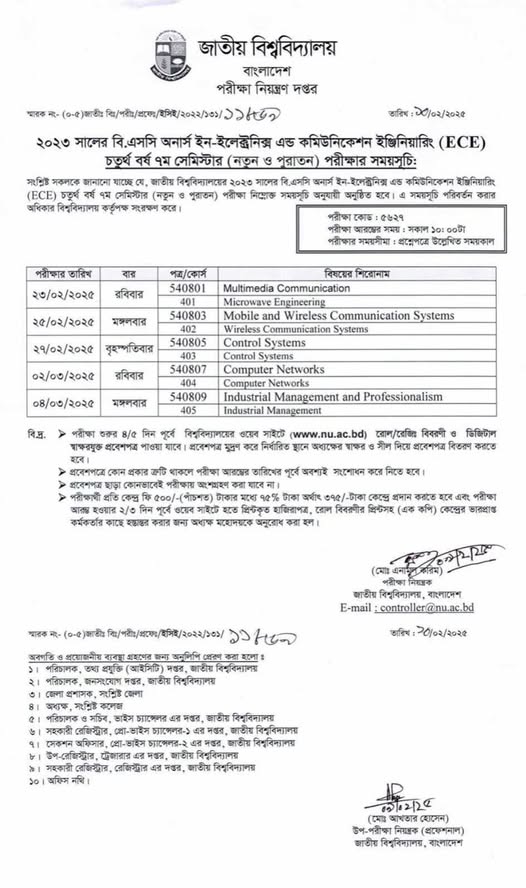 জাতীয় বিশ্ববিদ্যালয়
বাংলাদেশ
পরীক্ষা নিয়ন্ত্রণ দপ্তর
স্মারক নং- (০-৫)জাতীঃ বিঃ/পরীঃ/প্রফেঃ/ইসিই/২০২২/১৩১/
তারিখ : /০২/২০২৫
২০২৩ সালের বি.এসসি অনার্স ইন-ইলেক্ট্রনিক্স এন্ড কমিউনিকেশন ইঞ্জিনিয়ারিং (ECE)
চতুর্থ বর্ষ ৭ম সেমিস্টার (নতুন ও পুরাতন) পরীক্ষার সময়সূচি:
সংশ্লিষ্ট সকলকে জানানো যাচ্ছে যে, জাতীয় বিশ্ববিদ্যালয়ের ২০২৩ সালের বি.এসসি অনার্স ইন-ইলেক্ট্রনিক্স এন্ড কমিউনিকেশন ইঞ্জিনিয়ারিং
(ECE) চতুর্থ বর্ষ ৭ম সেমিস্টার (নতুন ও পুরাতন) পরীক্ষা নিম্নোক্ত সময়সূচি অনুযায়ী অনুষ্ঠিত হবে। এ সময়সূচি পরিবর্তন করার
অধিকার বিশ্ববিদ্যালয় কর্তৃপক্ষ সংরক্ষণ করে।
পরীক্ষা কোড : ৫৬২৭
পরীক্ষা আরম্ভের সময় : সকাল ১০: ০০টা
পরীক্ষার সময়সীমা : প্রশ্নপত্রে উল্লেখিত সময়কাল
পরীক্ষার তারিখ বার পত্র/কোর্স বিষয়ের শিরোনাম
২৩/০২/২০২৫ রবিবার 540801 Multimedia Communication
401 Microwave Engineering
২৫/০২/২০২৫ মঙ্গলবার 540803 Mobile and Wireless Communication Systems
402 Wireless Communication Systems
২৭/০২/২০২৫ বৃহস্পতিবার 540805 Control Systems
403 Control Systems
০২/০৩/২০২৫ রবিবার 540807 Computer Networks
404 Computer Networks
০৪/০৩/২০২৫ মঙ্গলবার 540809 Industrial Management and Professionalism
405 Industrial Management
বি.দ্র. ➢ পরীক্ষা শুরুর ৪/৫ দিন পূর্বে বিশ্ববিদ্যালয়ের ওয়েব সাইটে (www.nu.ac.bd) রোল/রেজিঃ বিবরণী ও ডিজিটাল
স্বাক্ষরযুক্ত প্রবেশপত্র পাওয়া যাবে। প্রবেশপত্র মুদ্রণ করে নির্ধারিত স্থানে অধ্যক্ষের স্বাক্ষর ও সীল দিয়ে প্রবেশপত্র বিতরণ করতে
হবে।
➢ প্রবেশপত্রে কোন প্রকার ত্রুটি থাকলে পরীক্ষা আরম্ভের তারিখের পূর্বে অবশ্যই সংশোধন করে নিতে হবে।
➢ প্রবেশপত্র ছাড়া কোনভাবেই পরীক্ষায় অংশগ্রহণ করা যাবে না।
➢ পরীক্ষার্থী প্রতি কেন্দ্র ফি ৫০০/-(পাঁচশত) টাকার মধ্যে ৭৫% টাকা অর্থাৎ ৩৭৫/-টাকা কেন্দ্রে প্রদান করতে হবে এবং পরীক্ষা
আরম্ভ হওয়ার ২/৩ দিন পূর্বে ওয়েব সাইটে হতে প্রিন্টকৃত হাজিরাপত্র, রোল বিবরণীর প্রিন্টসহ (এক কপি) কেন্দ্রের ভারপ্রাপ্ত
কর্মকর্তার কাছে হস্তান্তর করার জন্য অধ্যক্ষ মহোদয়কে অনুরোধ করা হল।
(মোঃ এনামুল করিম)
পরীক্ষা নিয়ন্ত্রক
জাতীয় বিশ্ববিদ্যালয়, বাংলাদেশ
E-mail : controller@nu.ac.bd
স্মারক নং- (০-৫)জাতীঃ বিঃ/পরীঃ/প্রফেঃ/ইসিই/২০২২/১৩১/
তারিখ : /০২/২০২৫
অবগতি ও প্রয়োজনীয় ব্যবস্থা গ্রহণের জন্য অনুলিপি প্রেরণ করা হলো ঃ
১। পরিচালক, তথ্য প্রযুক্তি (আইসিটি) দপ্তর, জাতীয় বিশ্ববিদ্যালয়
২। পরিচালক, জনসংযোগ দপ্তর, জাতীয় বিশ্ববিদ্যালয়
৩। জেলা প্রশাসক, সংশ্লিষ্ট জেলা
৪। অধ্যক্ষ, সংশ্লিষ্ট কলেজ
৫। পরিচালক ও সচিব, ভাইস চ্যান্সেলর এর দপ্তর, জাতীয় বিশ্ববিদ্যালয়
৬। সহকারী রেজিস্ট্রার, প্রো-ভাইস চ্যান্সেলর-১ এর দপ্তর, জাতীয় বিশ্ববিদ্যালয়
৭। সেকশন অফিসার, প্রো-ভাইস চ্যান্সেলর-২ এর দপ্তর, জাতীয় বিশ্ববিদ্যালয়
৮। উপ-রেজিস্ট্রার, ট্রেজারার এর দপ্তর, জাতীয় বিশ্ববিদ্যালয়
৯। সহকারী রেজিস্ট্রার, রেজিস্ট্রার এর দপ্তর, জাতীয় বিশ্ববিদ্যালয়
১০। অফিস নথি।
(মোঃ আখতার হোসেন)
উপ-পরীক্ষা নিয়ন্ত্রক (প্রফেশনাল)
জাতীয় বিশ্ববিদ্যালয়, বাংলাদেশ